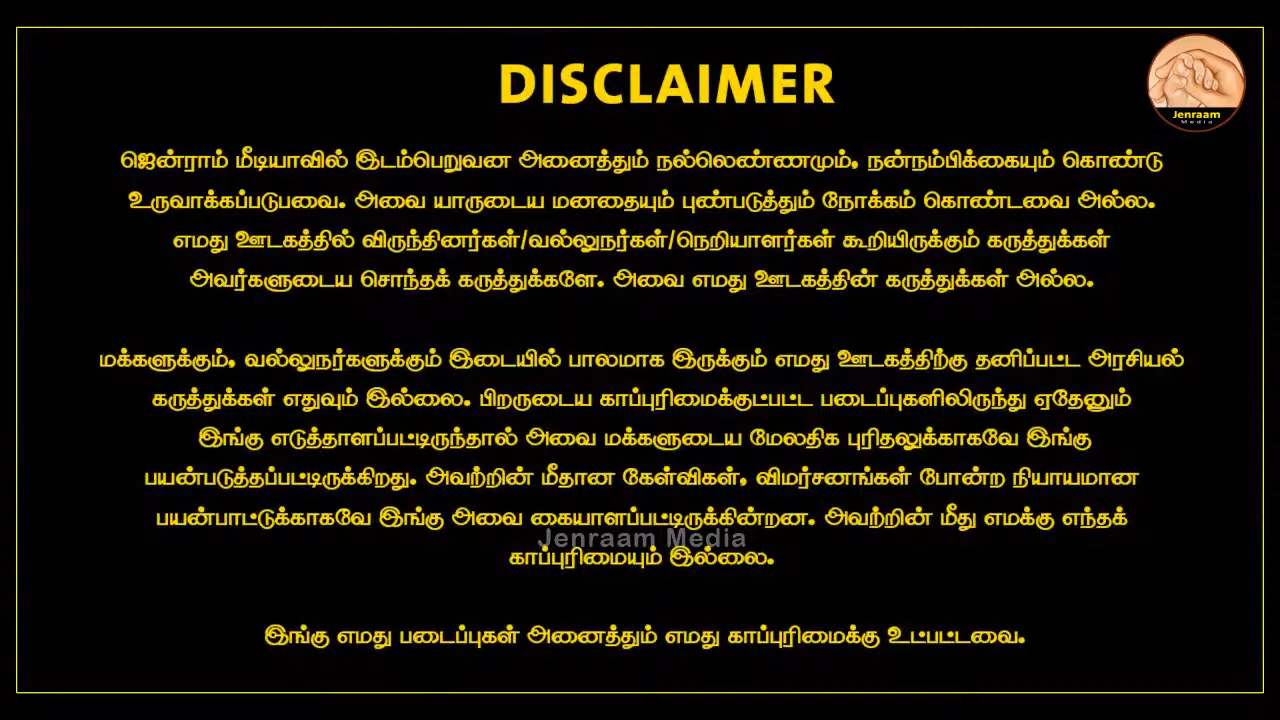 DISCLAIMER
Jenraam
Media
ஜென்ராம் மீடியாவில் இடம்பெறுவன அனைத்தும் நல்லெண்ணமும், நன்நம்பிக்கையும் கொண்டு
உருவாக்கப்படுபவை. அவை யாருடைய மனதையும் புண்படுத்தும் நோக்கம் கொண்டவை அல்ல.
எமது ஊடகத்தில் விருந்தினர்கள்/வல்லுநர்கள்/நெறியாளர்கள் கூறியிருக்கும் கருத்துக்கள்
அவர்களுடைய சொந்தக் கருத்துக்களே. அவை எமது ஊடகத்தின் கருத்துக்கள் அல்ல.
மக்களுக்கும், வல்லுநர்களுக்கும் இடையில் பாலமாக இருக்கும் எமது ஊடகத்திற்கு தனிப்பட்ட அரசியல்
கருத்துக்கள் எதுவும் இல்லை. பிறருடைய காப்புரிமைக்குட்பட்ட படைப்புகளிலிருந்து ஏதேனும்
இங்கு எடுத்தாளப்பட்டிருந்தால் அவை மக்களுடைய மேலதிக புரிதலுக்காகவே இங்கு
பயன்படுத்தப்பட்டிருக்கிறது. அவற்றின் மீதான கேள்விகள், விமர்சனங்கள் போன்ற நியாயமான
பயன்பாட்டுக்காகவே இங்கு அவை கையாளப்பட்டிருக்கின்றன. அவற்றின் மீது எமக்கு எந்தக்
Jenraam Media
காப்புரிமையும் இல்லை.
இங்கு எமது படைப்புகள் அனைத்தும் எமது காப்புரிமைக்கு உட்பட்டவை.